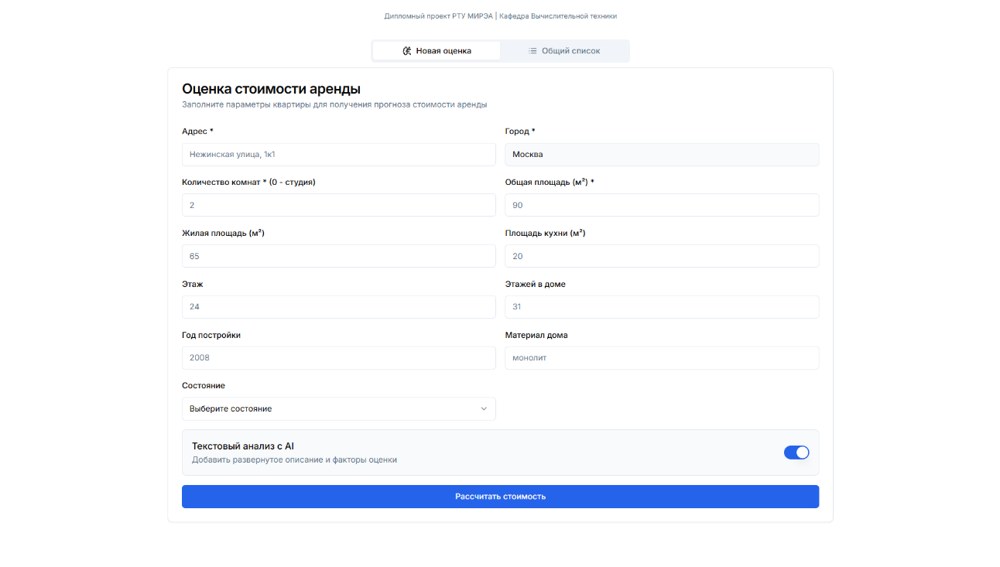 Дипломный проект РТУ МИРЭА | Кафедра Вычислительной техники
Новая оценка
Общий список
Оценка стоимости аренды
Заполните параметры квартиры для получения прогноза стоимости аренды
Адрес *
Город *
Нежинская улица, 1к1
Москва
Количество комнат * (0 - студия)
Общая площадь (м²) *
2
90
Жилая площадь (м²)
Площадь кухни (м²)
65
20
Этаж
Этажей в доме
24
31
Год постройки
Материал дома
2008
монолит
Состояние
Выберите состояние
Текстовый анализ с AI
Добавить развернутое описание и факторы оценки
Рассчитать стоимость